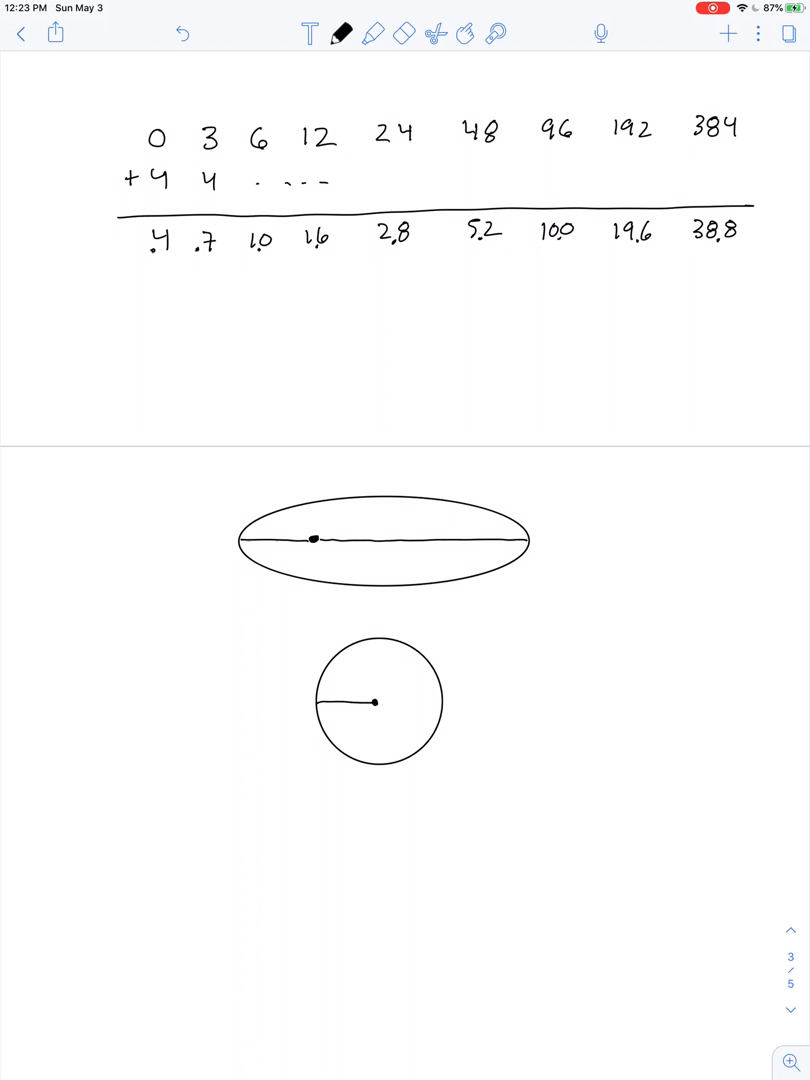 12:23 PM Sun May 3 87%
T
0 3 6 12 24 48 96 192 384
+4 4 . ...-
.4 .7 1.0 1.6 2.8 5.2 10.0 19.6 38.8
3
/
5